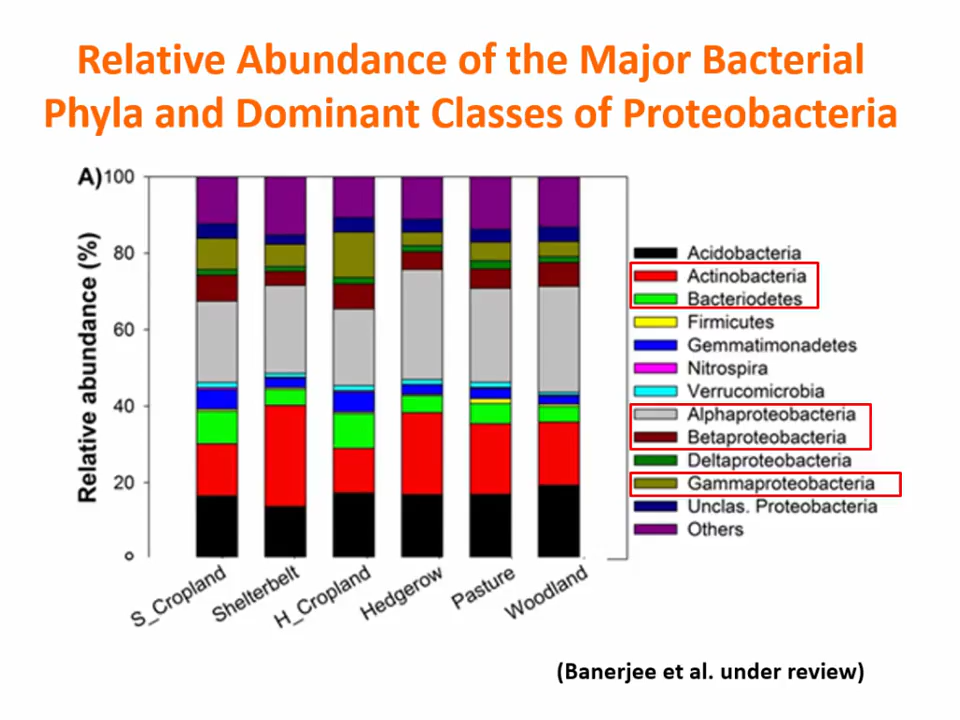 Relative Abundance of the Major Bacterial
Phyla and Dominant Classes of Proteobacteria
A)
100
80
60
40
20
0
Relative abundance (%)
S_Cropland
Shelterbelt
H_Cropland
Hedgerow
Pasture
Woodland
Acidobacteria
Actinobacteria
Bacteriodetes
Firmicutes
Gemmatimonadetes
Nitrospira
Verrucomicrobia
Alphaproteobacteria
Betaproteobacteria
Deltaproteobacteria
Gammaproteobacteria
Unclas. Proteobacteria
Others
(Banerjee et al. under review)